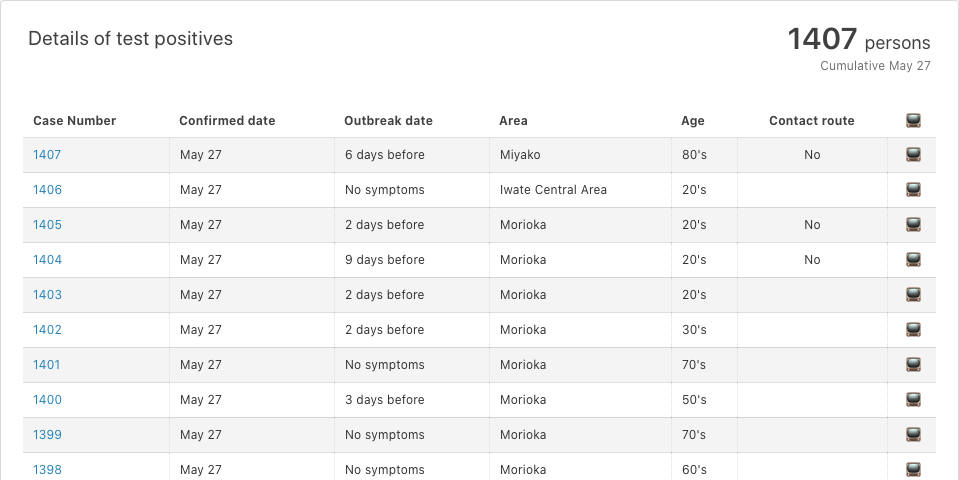 Details of test positives
1407 persons
Cumulative May 27
Case Number Confirmed date Outbreak date Area Age Contact route
1407 May 27 6 days before Miyako 80's No
1406 May 27 No symptoms Iwate Central Area 20's
1405 May 27 2 days before Morioka 20's No
1404 May 27 9 days before Morioka 20's No
1403 May 27 2 days before Morioka 20's
1402 May 27 2 days before Morioka 30's
1401 May 27 No symptoms Morioka 70's
1400 May 27 3 days before Morioka 50's
1399 May 27 No symptoms Morioka 70's
1398 May 27 No symptoms Morioka 60's